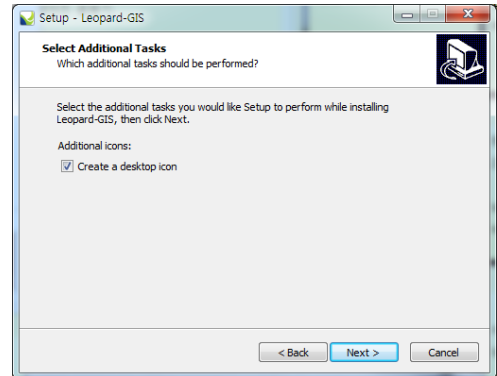 Setup - Leopard-GIS
Select Additional Tasks
Which additional tasks should be performed?
Select the additional tasks you would like Setup to perform while installing
Leopard-GIS, then click Next.
Additional icons:
Create a desktop icon
< Back Next > Cancel